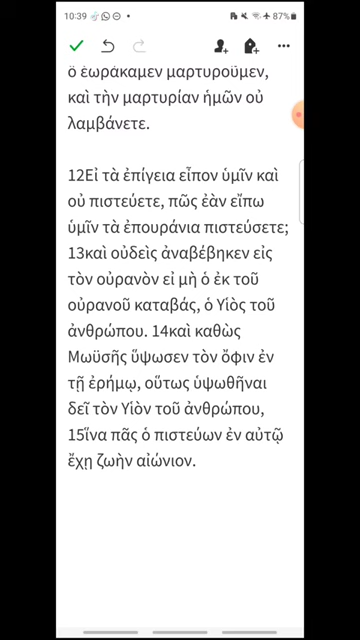 10:39
87%
ὃ ἑωράκαμεν μαρτυροῦμεν,
καὶ τὴν μαρτυρίαν ἡμῶν οὐ
λαμβάνετε.
12Εἰ τὰ ἐπίγεια εἶπον ὑμῖν καὶ
οὐ πιστεύετε, πῶς ἐὰν εἴπω
ὑμῖν τὰ ἐπουράνια πιστεύσετε;
13καὶ οὐδεὶς ἀναβέβηκεν εἰς
τὸν οὐρανὸν εἰ μὴ ὁ ἐκ τοῦ
οὐρανοῦ καταβάς, ὁ Υἱὸς τοῦ
ἀνθρώπου. 14καὶ καθὼς
Μωϋσῆς ὕψωσεν τὸν ὄφιν ἐν
τῇ ἐρήμῳ, οὕτως ὑψωθῆναι
δεῖ τὸν Υἱὸν τοῦ ἀνθρώπου,
15ἵνα πᾶς ὁ πιστεύων ἐν αὐτῷ
ἔχῃ ζωὴν αἰώνιον.